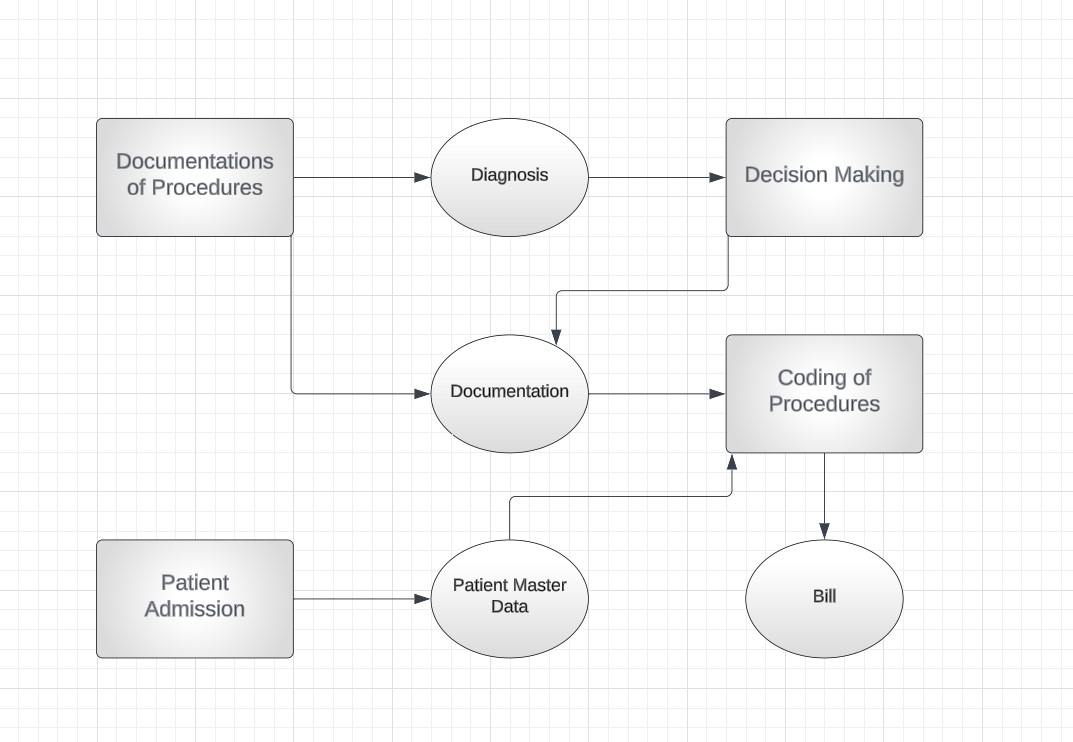 Documentations
of Procedures
Diagnosis
Decision Making
Documentation
Coding of
Procedures
Patient
Admission
Patient Master
Data
Bill